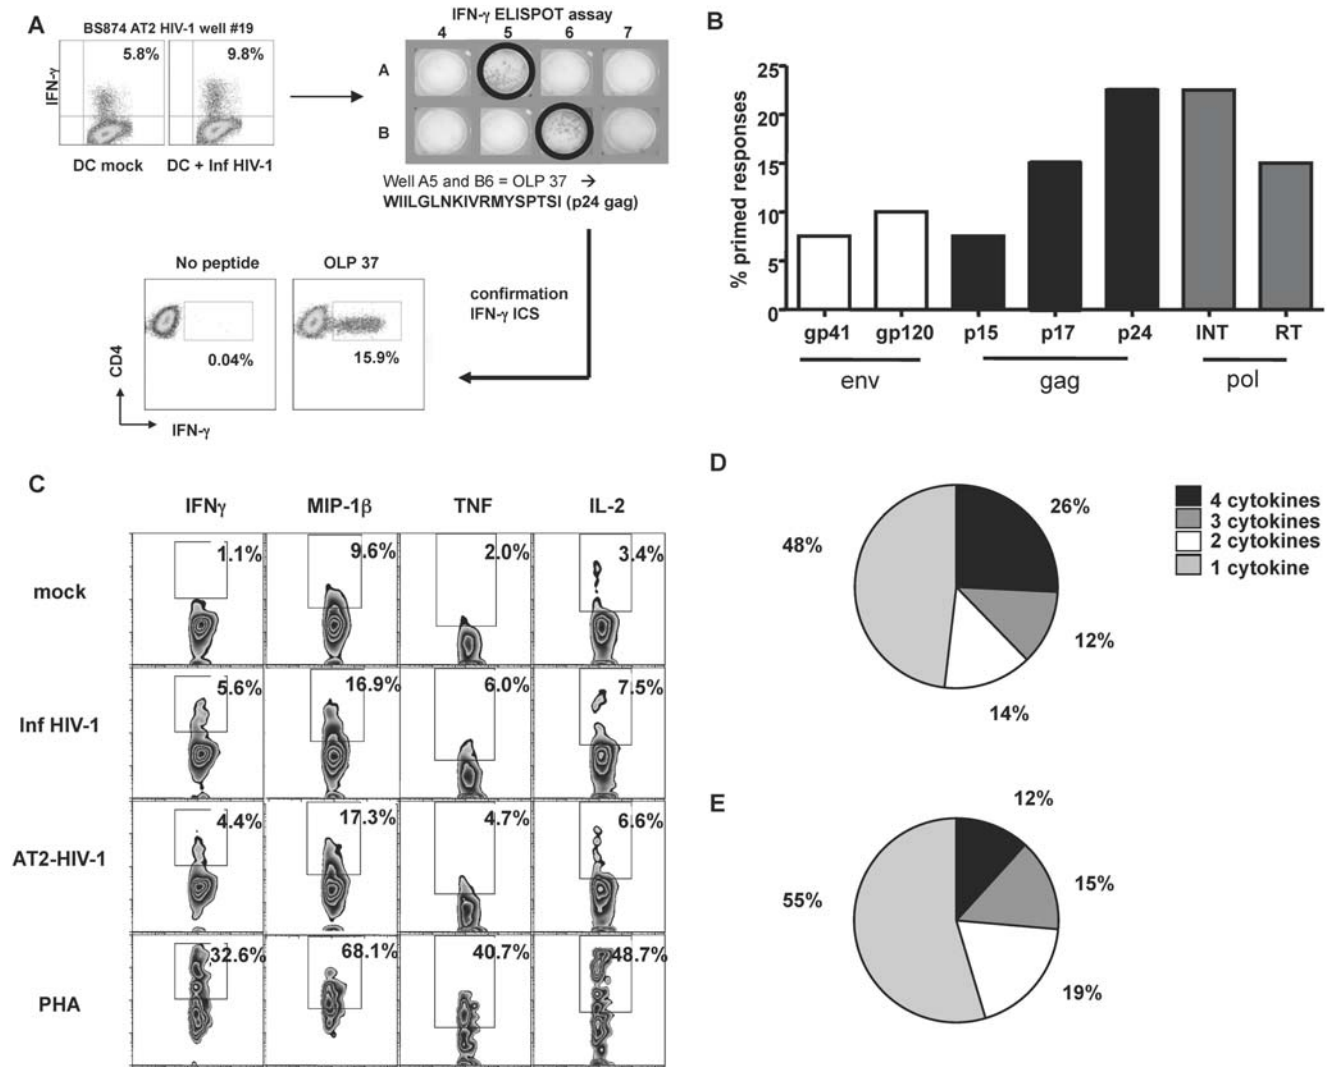 A
BS874 AT2 HIV-1 well #19
5.8%
9.8%
IFN-γ
DC mock
DC + Inf HIV-1
IFN-γ ELISPOT assay
4 5 6 7
A
B
Well A5 and B6 = OLP 37 →
WIILGLNKIVRMYSPTSI (p24 gag)
No peptide
OLP 37
confirmation
IFN-γ ICS
0.04%
15.9%
CD4
IFN-γ
B
% primed responses
25
20
15
10
5
0
gp41 gp120 p15 p17 p24 INT RT
env gag pol
C
IFNγ MIP-1β TNF IL-2
mock
1.1% 9.6% 2.0% 3.4%
Inf HIV-1
5.6% 16.9% 6.0% 7.5%
AT2-HIV-1
4.4% 17.3% 4.7% 6.6%
PHA
32.6% 68.1% 40.7% 48.7%
D
26%
48%
12%
14%
4 cytokines
3 cytokines
2 cytokines
1 cytokine
E
12%
15%
55%
19%